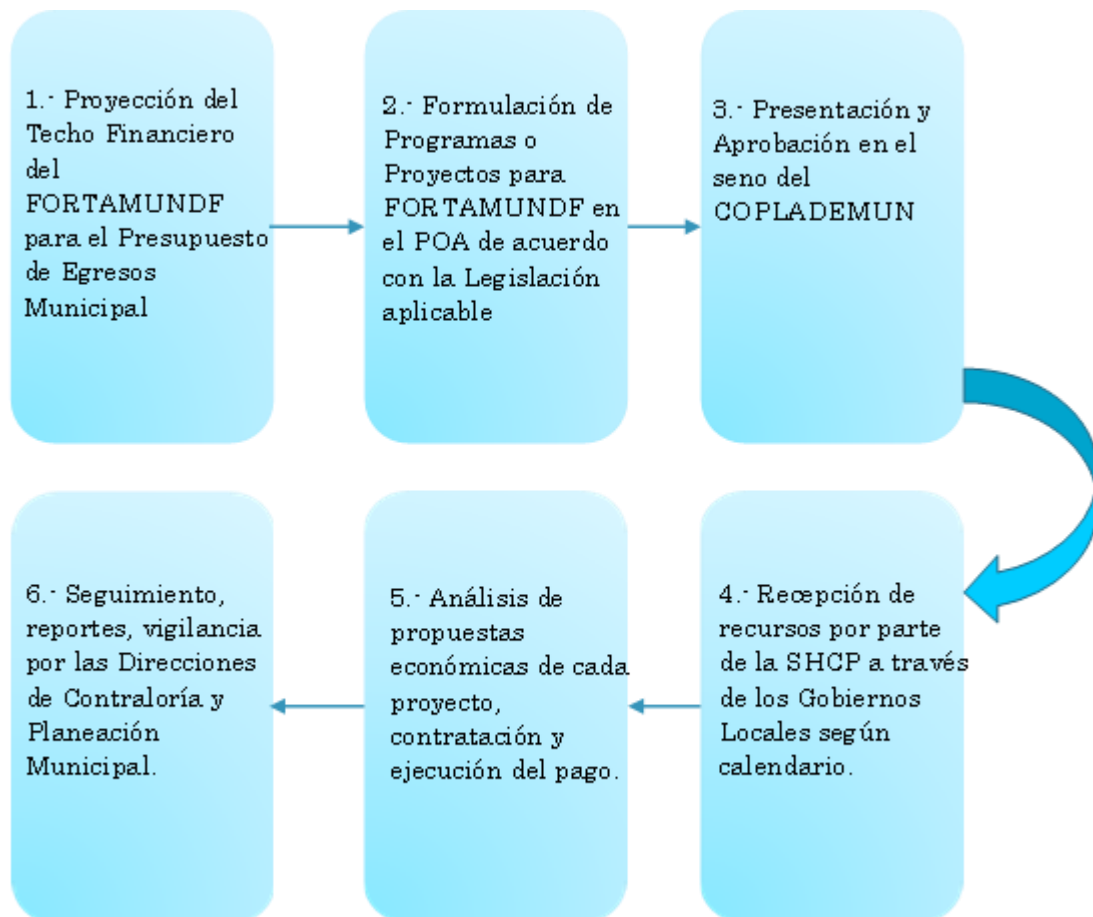 1.- Proyección del
Techo Financiero
del
FORTAMUNDF
para el Presupuesto
de Egresos
Municipal
2.- Formulación de
Programas o
Proyectos para
FORTAMUNDF en
el POA de acuerdo
con la Legislación
aplicable
3.- Presentación y
Aprobación en el
seno del
COPLADEMUN
4.- Recepción de
recursos por parte
de la SHCP a través
de los Gobiernos
Locales según
calendario.
5.- Análisis de
propuestas
económicas de cada
proyecto,
contratación y
ejecución del pago.
6.- Seguimiento,
reportes, vigilancia
por las Direcciones
de Contraloría y
Planeación
Municipal.